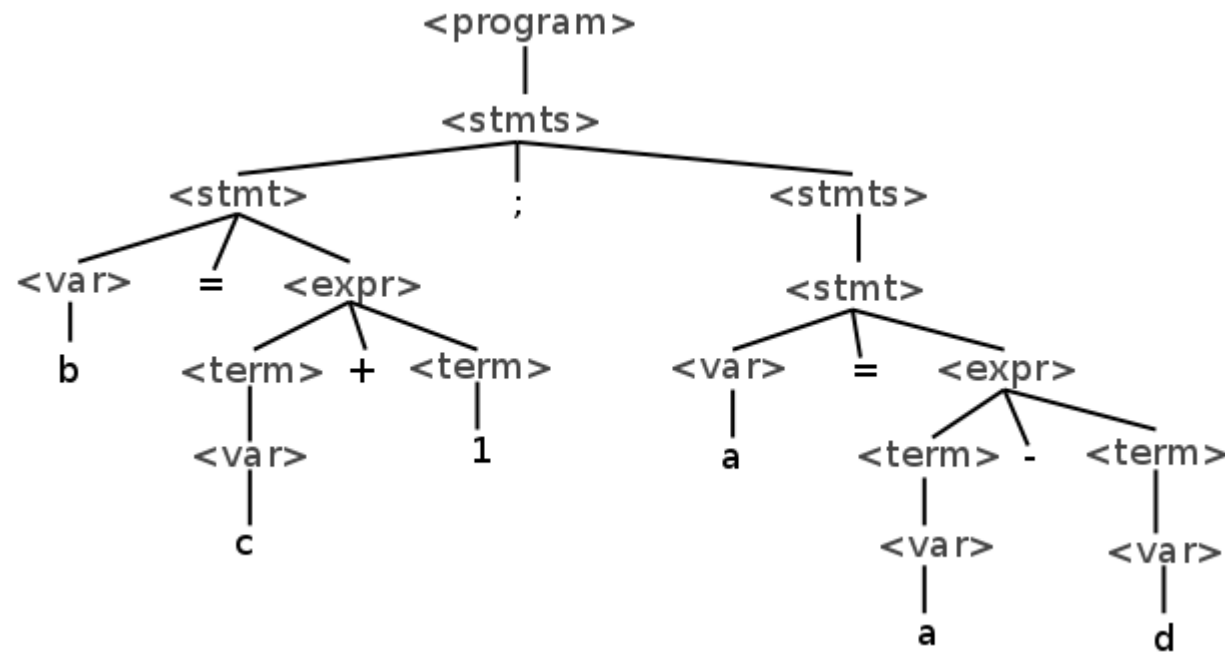 <program>
<stmts>
<stmt> ; <stmts>
<var> = <expr> <stmt>
b <term> + <term> <var> = <expr>
<var> 1 a <term> - <term>
c <var> <var>
a d